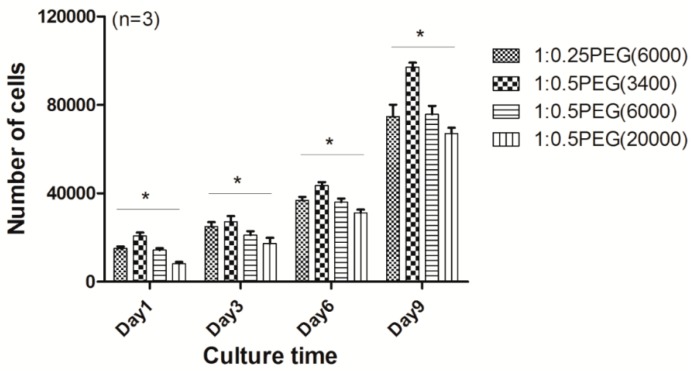 (n=3)
120000
80000
40000
0
Number of cells
*
*
*
*
Day1
Day3
Day6
Day9
Culture time
1:0.25PEG(6000)
1:0.5PEG(3400)
1:0.5PEG(6000)
1:0.5PEG(20000)